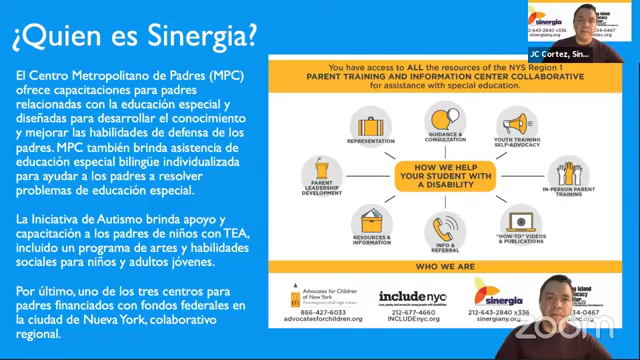 ¿Quien es Sinergia?
El Centro Metropolitano de Padres (MPC)
ofrece capacitaciones para padres
relacionadas con la educación especial y
diseñadas para desarrollar el conocimiento
y mejorar las habilidades de defensa de los
padres. MPC también brinda asistencia de
educación especial bilingüe individualizada
para ayudar a los padres a resolver
problemas de educación especial.
La Iniciativa de Autismo brinda apoyo y
capacitación a los padres de niños con TEA,
incluido un programa de artes y habilidades
sociales para niños y adultos jóvenes.
Por último, uno de los tres centros para
padres financiados con fondos federales en
la ciudad de Nueva York, colaborativo
regional.
You have access to ALL the resources of the NYS Region 1
PARENT TRAINING AND INFORMATION CENTER COLLABORATIVE
for assistance with special education.
REPRESENTATION
GUIDANCE &
CONSULTATION
YOUTH TRAINING
SELF-ADVOCACY
PARENT
LEADERSHIP
DEVELOPMENT
HOW WE HELP
YOUR STUDENT WITH
A DISABILITY
IN-PERSON PARENT
TRAINING
RESOURCES &
INFORMATION
INFO &
REFERRAL
"HOW-TO" VIDEOS
& PUBLICATIONS
WHO WE ARE
Advocates for Children
of New York
866-427-6033
advocatesforchildren.org
includenyc
212-677-4660
INCLUDEnyc.org
sinergia
212-643-2840 x336
sinergiany.org
sinergia
JC Cortez, Sin...
zoom